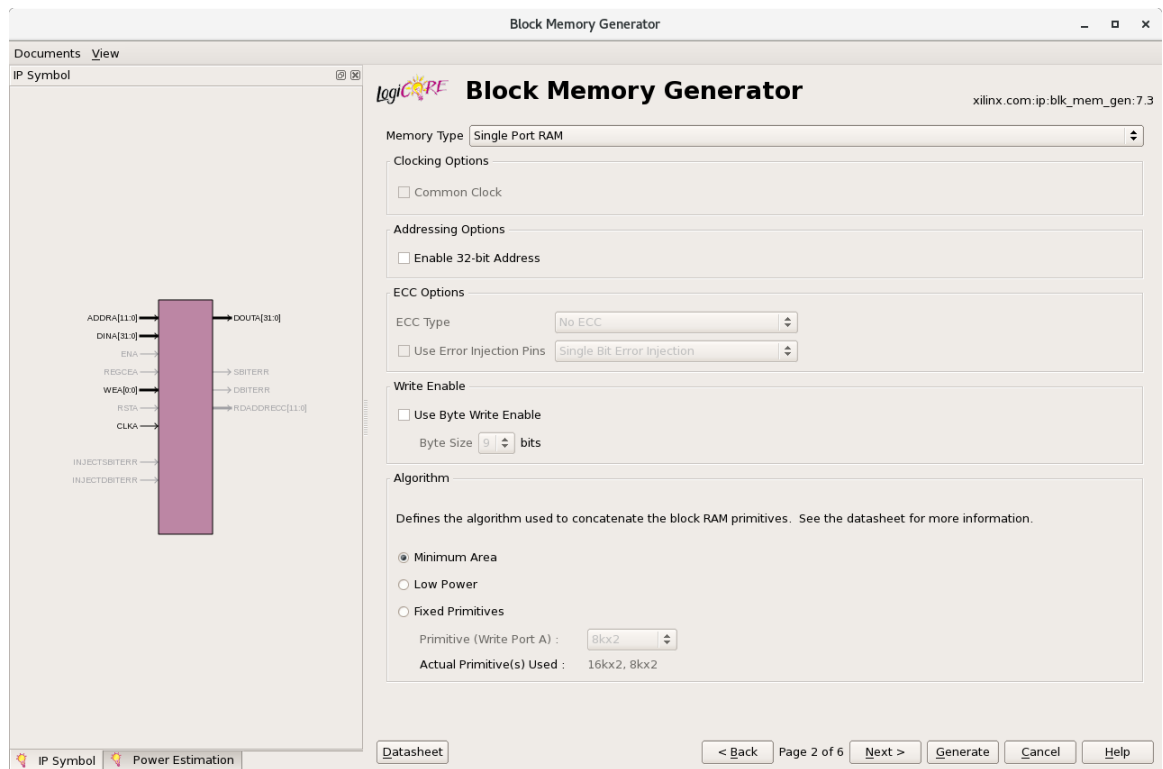 Block Memory Generator
Documents View
IP Symbol
LogiCORE
Block Memory Generator
xilinx.com:ip:blk_mem_gen:7.3
Memory Type Single Port RAM
Clocking Options
Common Clock
Addressing Options
Enable 32-bit Address
ECC Options
ECC Type No ECC
Use Error Injection Pins Single Bit Error Injection
Write Enable
Use Byte Write Enable
Byte Size 9 bits
Algorithm
Defines the algorithm used to concatenate the block RAM primitives. See the datasheet for more information.
Minimum Area
Low Power
Fixed Primitives
Primitive (Write Port A) : 8kx2
Actual Primitive(s) Used : 16kx2, 8kx2
ADDRA[11:0] DOUTA[31:0]
DINA[31:0]
ENA
REGCEA SBITERR
WEA[0:0] DBITERR
RSTA RDADDRECC[11:0]
CLKA
INJECTSBITERR
INJECTDBITERR
IP Symbol Power Estimation
Datasheet < Back Page 2 of 6 Next > Generate Cancel Help